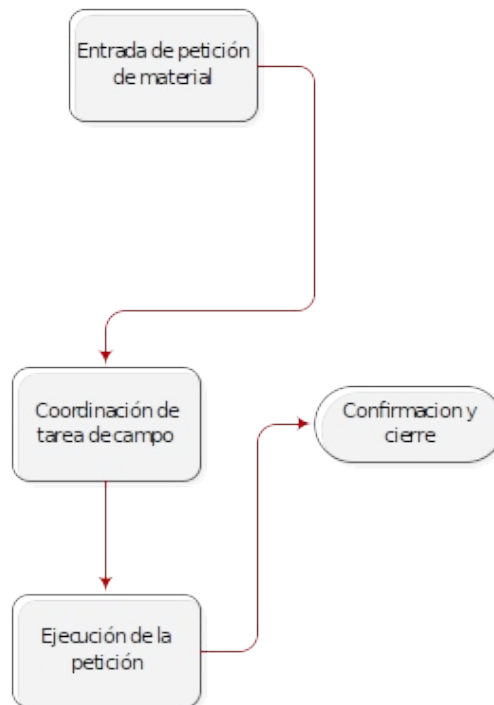 Entrada de petición
de material
Coordinación de
tarea de campo
Confirmacion y
cierre
Ejecución de la
petición